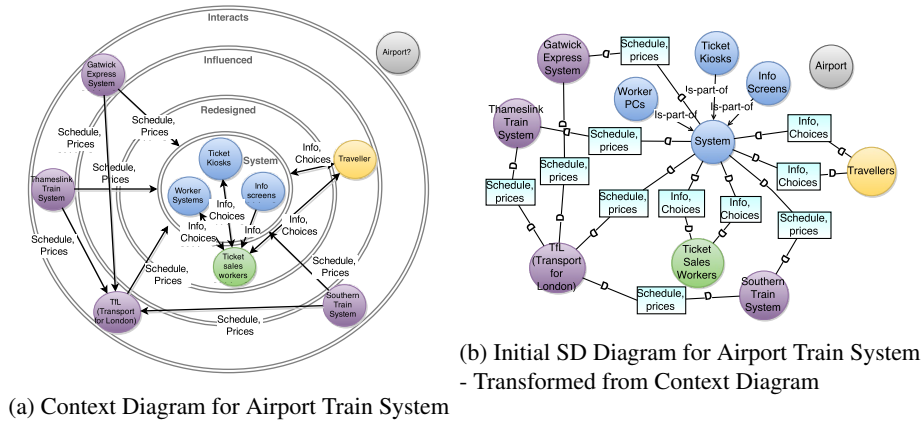 Interacts
Airport?
Gatwick
Express
System
Influenced
Schedule,
Prices
Schedule,
Prices
Redesigned
Schedule,
Prices
System
Ticket
Kiosks
Info,
Choices
Traveller
Thameslink
Train
System
Worker
Systems
Info
screens
Info,
Choices
Info,
Choices
Info
Info,
Choices
Ticket
sales
workers
Schedule,
Prices
Schedule,
Prices
Schedule,
Prices
TfL
(Transport
for London)
Southern
Train
System
Schedule,
Prices
(a) Context Diagram for Airport Train System
Gatwick
Express
System
Schedule,
prices
Ticket
Kiosks
Airport
Info
Screens
Worker
PCs
Is-part-of
Is-part-of
Is-part-of
Thameslink
Train
System
Schedule,
prices
System
Info,
Choices
Schedule,
prices
Schedule,
prices
Info,
Choices
Travellers
Schedule,
prices
Info,
Choices
Info,
Choices
Schedule,
prices
TfL
(Transport
for
London)
Ticket
Sales
Workers
Southern
Train
System
Schedule,
prices
(b) Initial SD Diagram for Airport Train System
- Transformed from Context Diagram